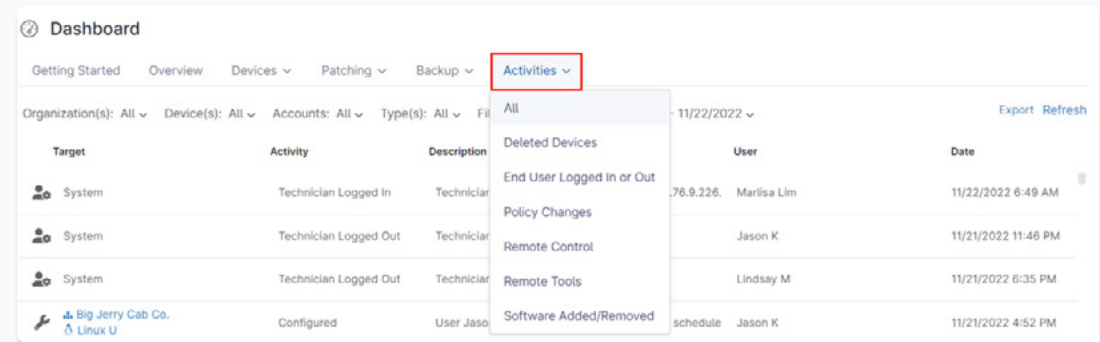 Dashboard
Getting Started Overview Devices Patching Backup Activities
Organization(s): All Device(s): All Accounts: All Type(s): All - 11/22/2022 Export Refresh
All
Deleted Devices
End User Logged In or Out
Policy Changes
Remote Control
Remote Tools
Software Added/Removed
Target Activity Description User Date
System Technician Logged In .76.9.226. Marlisa Lim 11/22/2022 6:49 AM
System Technician Logged Out Jason K 11/21/2022 11:46 PM
System Technician Logged Out Lindsay M 11/21/2022 6:35 PM
Big Jerry Cab Co.
Linux U
Configured User Jaso schedule Jason K 11/21/2022 4:52 PM